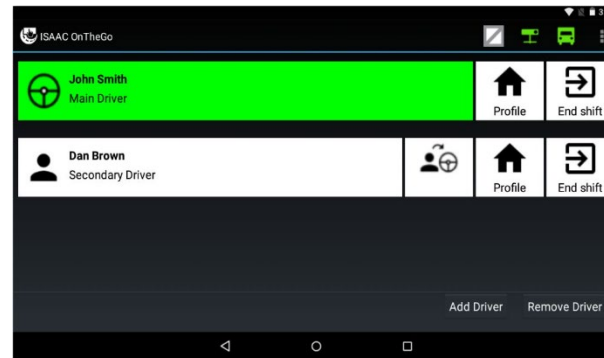 3
ISAAC OnTheGo
John Smith
Main Driver
Profile
End shift
Dan Brown
Secondary Driver
Profile
End shift
Add Driver
Remove Driver